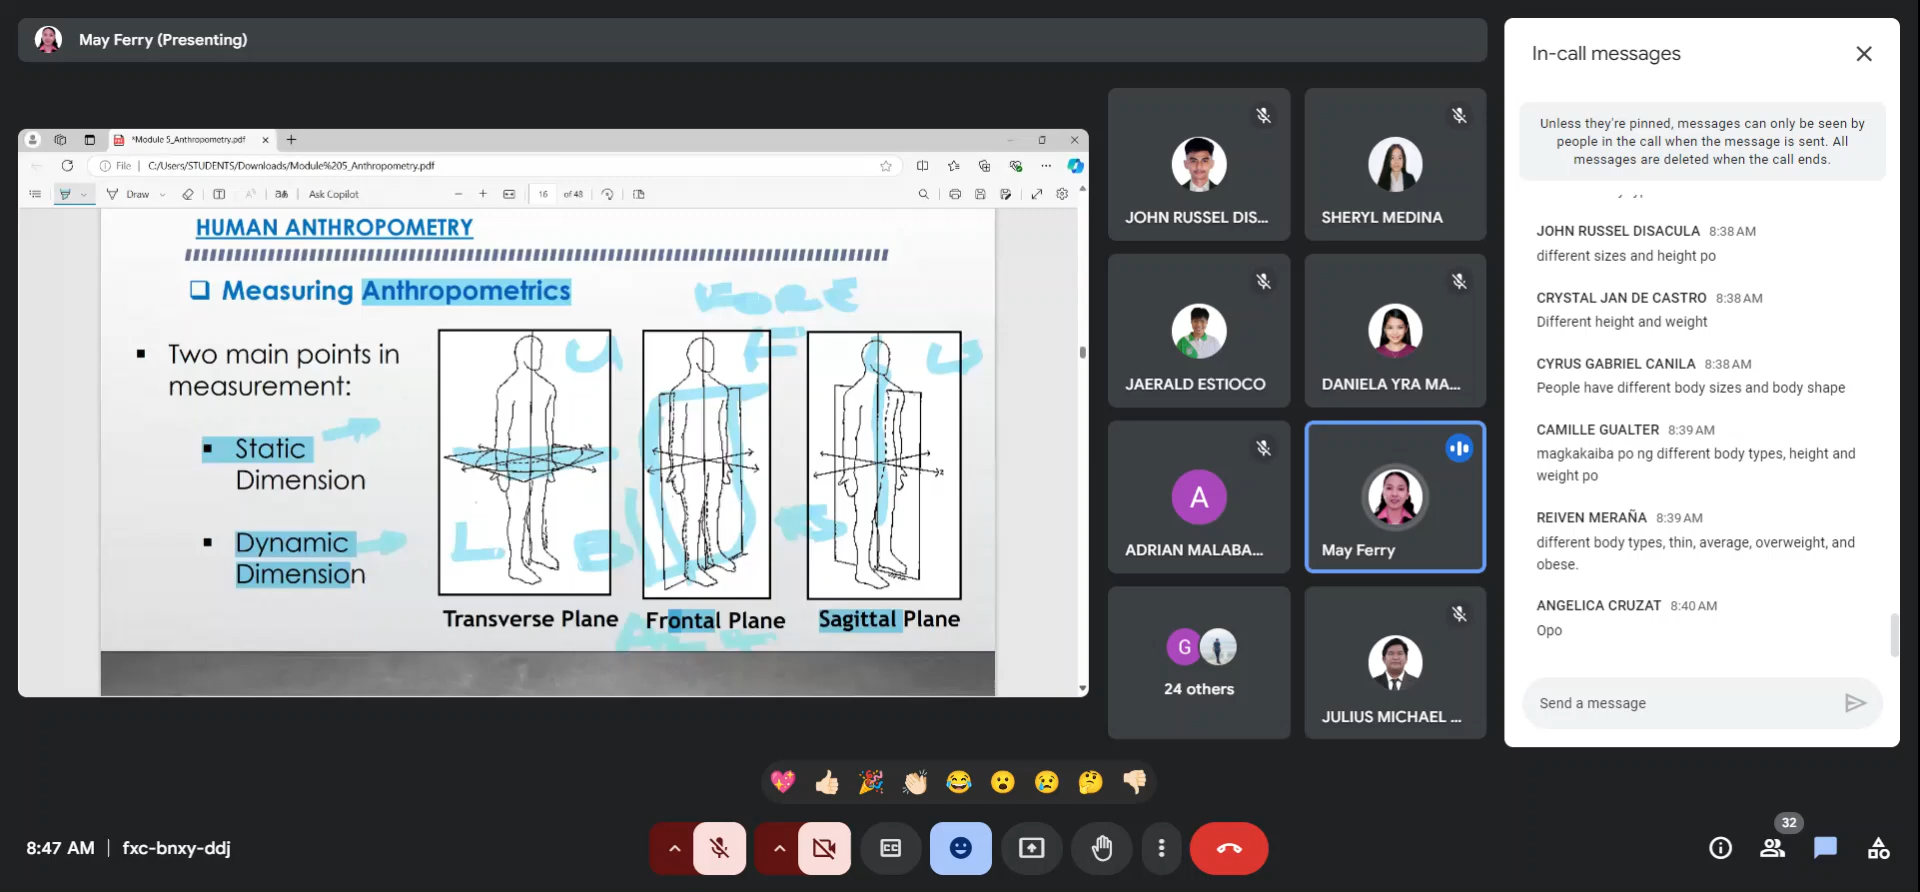 May Ferry (Presenting)
*Module 5_Anthropometry.pdf
File | C:/Users/STUDENTS/Downloads/Module%205_Anthropometry.pdf
Draw
Ask Copilot
16 of 48
HUMAN ANTHROPOMETRY
Measuring Anthropometrics
FORE
Two main points in
measurement:
U
F
Static
Dimension
Dynamic
Dimension
L
B
Transverse Plane
Frontal Plane
Sagittal Plane
JOHN RUSSEL DIS...
SHERYL MEDINA
JAERALD ESTIOCO
DANIELA YRA MA...
A
ADRIAN MALABA...
May Ferry
G
24 others
JULIUS MICHAEL ...
In-call messages
Unless they're pinned, messages can only be seen by
people in the call when the message is sent. All
messages are deleted when the call ends.
JOHN RUSSEL DISACULA 8:38 AM
different sizes and height po
CRYSTAL JAN DE CASTRO 8:38 AM
Different height and weight
CYRUS GABRIEL CANILA 8:38 AM
People have different body sizes and body shape
CAMILLE GUALTER 8:39 AM
magkakaiba po ng different body types, height and
weight po
REIVEN MERAÑA 8:39 AM
different body types, thin, average, overweight, and
obese.
ANGELICA CRUZAT 8:40 AM
Opo
Send a message
8:47 AM | fxc-bnxy-ddj
32